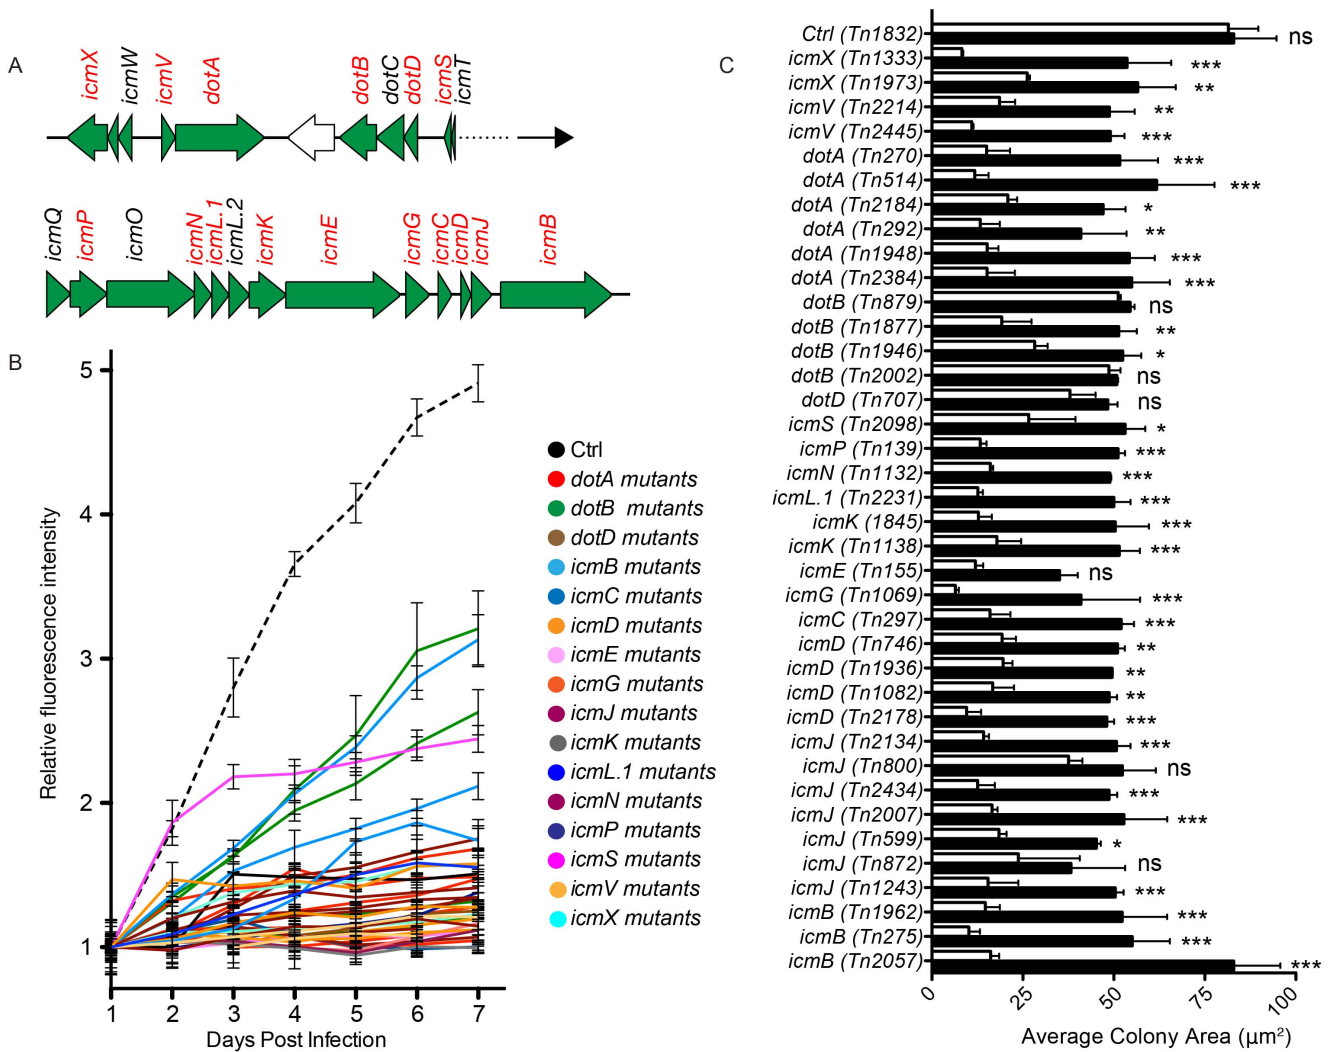 A
icmX
icmW
icmV
dotA
dotB
dotC
dotD
icmS
icmT
icmQ
icmP
icmO
icmN
icmL.1
icmL.2
icmK
icmE
icmG
icmC
icmD
icmJ
icmB
B
Relative fluorescence intensity
5
4
3
2
1
1 2 3 4 5 6 7
Days Post Infection
Ctrl
dotA mutants
dotB mutants
dotD mutants
icmB mutants
icmC mutants
icmD mutants
icmE mutants
icmG mutants
icmJ mutants
icmK mutants
icmL.1 mutants
icmN mutants
icmP mutants
icmS mutants
icmV mutants
icmX mutants
C
Ctrl (Tn1832) ns
icmX (Tn1333) ***
icmX (Tn1973) **
icmV (Tn2214) **
icmV (Tn2445) ***
dotA (Tn270) ***
dotA (Tn514) ***
dotA (Tn2184) *
dotA (Tn292) **
dotA (Tn1948) ***
dotA (Tn2384) ***
dotB (Tn879) ns
dotB (Tn1877) **
dotB (Tn1946) *
dotB (Tn2002) ns
dotD (Tn707) ns
icmS (Tn2098) *
icmP (Tn139) ***
icmN (Tn1132) ***
icmL.1 (Tn2231) ***
icmK (1845) ***
icmK (Tn1138) ***
icmE (Tn155) ns
icmG (Tn1069) ***
icmC (Tn297) ***
icmD (Tn746) **
icmD (Tn1936) **
icmD (Tn1082) **
icmD (Tn2178) ***
icmJ (Tn2134) ***
icmJ (Tn800) ns
icmJ (Tn2434) ***
icmJ (Tn2007) ***
icmJ (Tn599) *
icmJ (Tn872) ns
icmJ (Tn1243) ***
icmB (Tn1962) ***
icmB (Tn275) ***
icmB (Tn2057) ***
0 25 50 75 100
Average Colony Area (μm²)